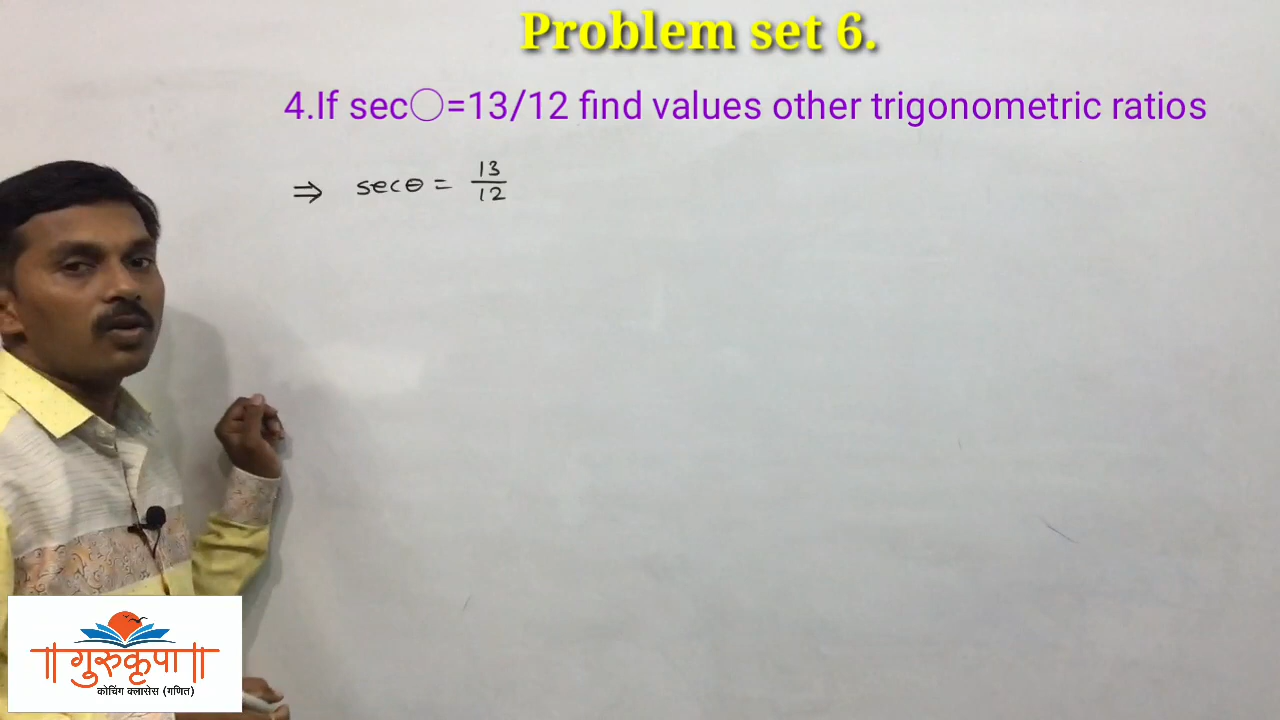 Problem set 6.
4.If sec○=13/12 find values other trigonometric ratios
⇒ secθ = 13/12
|| गुरुकृपा ||
कोचिंग क्लासेस (गणित)